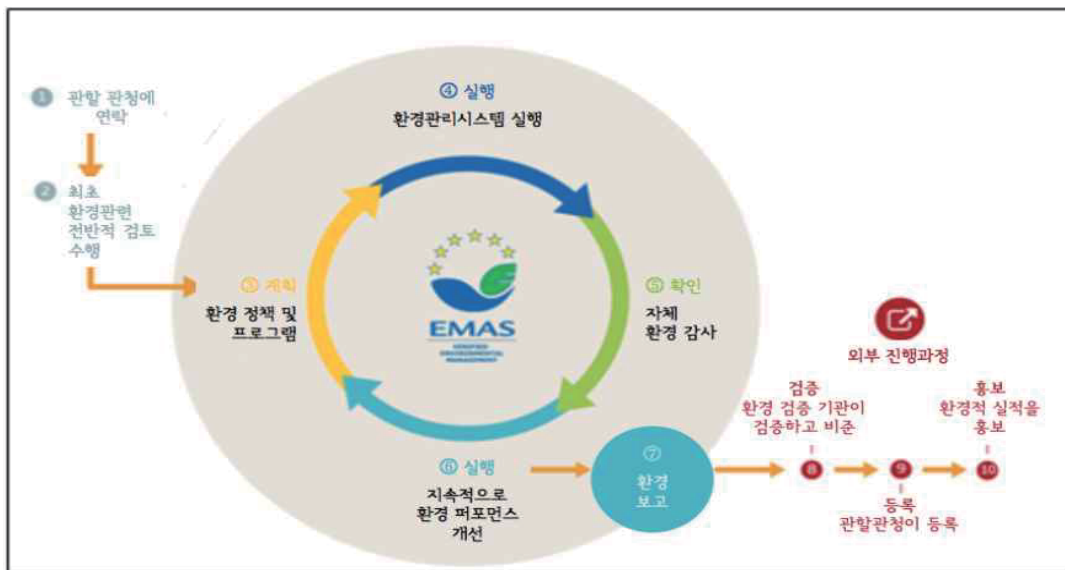 ① 관할 관청에
연락
② 최초
환경관련
전반적 검토
수행
③ 계획
환경 정책 및
프로그램
④ 실행
환경관리시스템 실행
⑤ 확인
자체
환경 감사
⑥ 실행
지속적으로
환경 퍼포먼스
개선
⑦
환경
보고
EMAS
VERIFIED
ENVIRONMENTAL
MANAGEMENT
외부 진행과정
검증
환경 검증 기관이
검증하고 비준
8
9
등록
관할관청이 등록
홍보
환경적 실적을
홍보
10